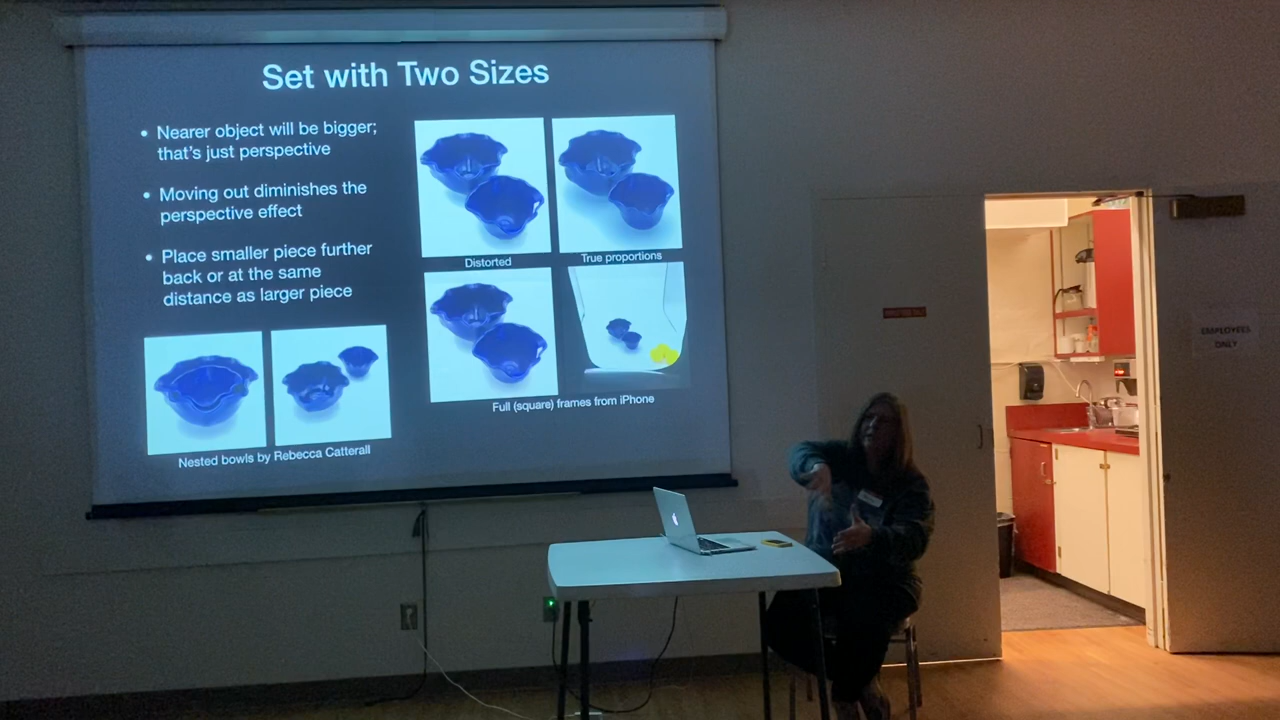 Set with Two Sizes
• Nearer object will be bigger;
that's just perspective
• Moving out diminishes the
perspective effect
• Place smaller piece further
back or at the same
distance as larger piece
Distorted
True proportions
Full (square) frames from iPhone
Nested bowls by Rebecca Catterall
EMPLOYEES
ONLY